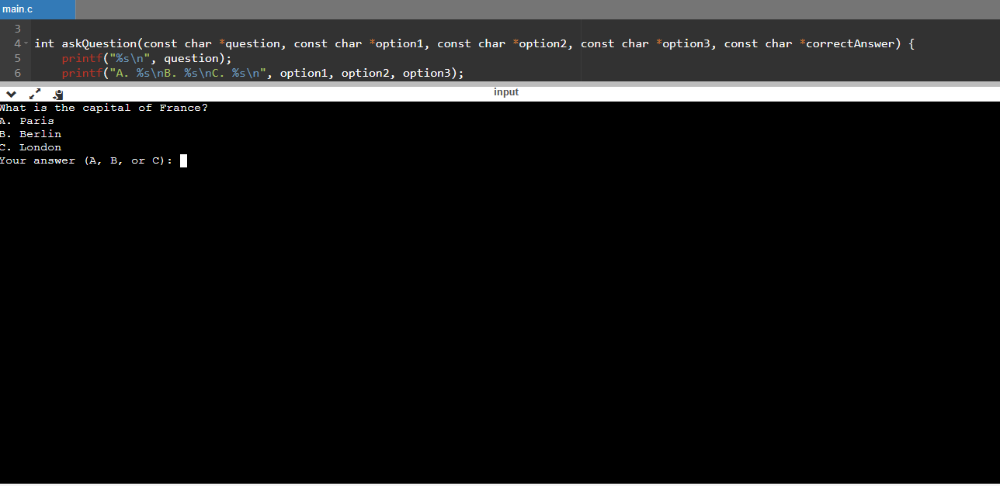 main.c
3
4 int askQuestion(const char *question, const char *option1, const char *option2, const char *option3, const char *correctAnswer) {
5     printf("%s\n", question);
6     printf("A. %s\nB. %s\nC. %s\n", option1, option2, option3);
input
What is the capital of France?
A. Paris
B. Berlin
C. London
Your answer (A, B, or C):